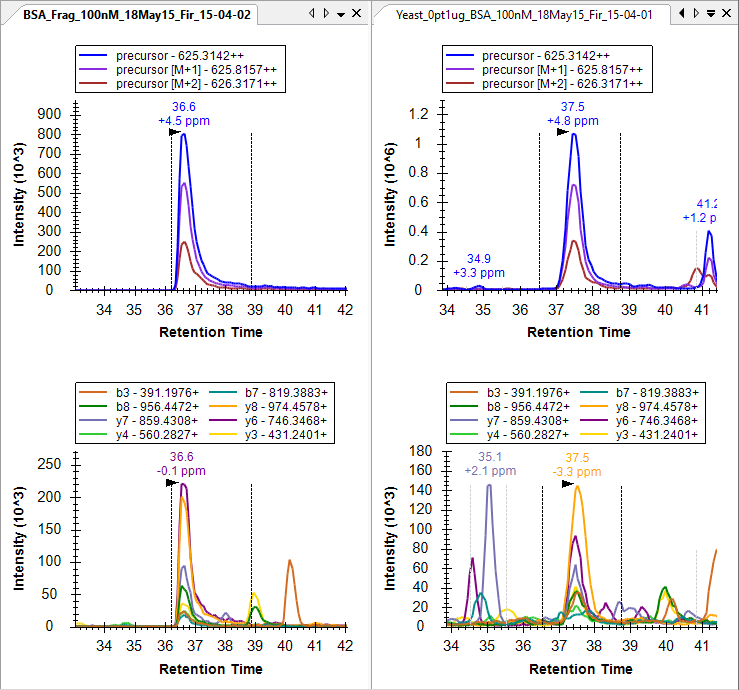 BSA_Frag_100nM_18May15_Fir_15-04-02
precursor - 625.3142++
precursor [M+1] - 625.8157++
precursor [M+2] - 626.3171++
36.6
+4.5 ppm
Intensity (10^3)
900
800
700
600
500
400
300
200
100
0
34 35 36 37 38 39 40 41 42
Retention Time
b3 - 391.1976+ b7 - 819.3883+
b8 - 956.4472+ y8 - 974.4578+
y7 - 859.4308+ y6 - 746.3468+
y4 - 560.2827+ y3 - 431.2401+
36.6
-0.1 ppm
Intensity (10^3)
250
200
150
100
50
0
34 35 36 37 38 39 40 41 42
Retention Time
Yeast_0pt1ug_BSA_100nM_18May15_Fir_15-04-01
precursor - 625.3142++
precursor [M+1] - 625.8157++
precursor [M+2] - 626.3171++
37.5
+4.8 ppm
41.2
+1.2 p
34.9
+3.3 ppm
Intensity (10^6)
1.2
1
0.8
0.6
0.4
0.2
0
34 35 36 37 38 39 40 41
Retention Time
b3 - 391.1976+ b7 - 819.3883+
b8 - 956.4472+ y8 - 974.4578+
y7 - 859.4308+ y6 - 746.3468+
y4 - 560.2827+ y3 - 431.2401+
35.1
+2.1 ppm
37.5
-3.3 ppm
Intensity (10^3)
180
160
140
120
100
80
60
40
20
0
34 35 36 37 38 39 40 41
Retention Time